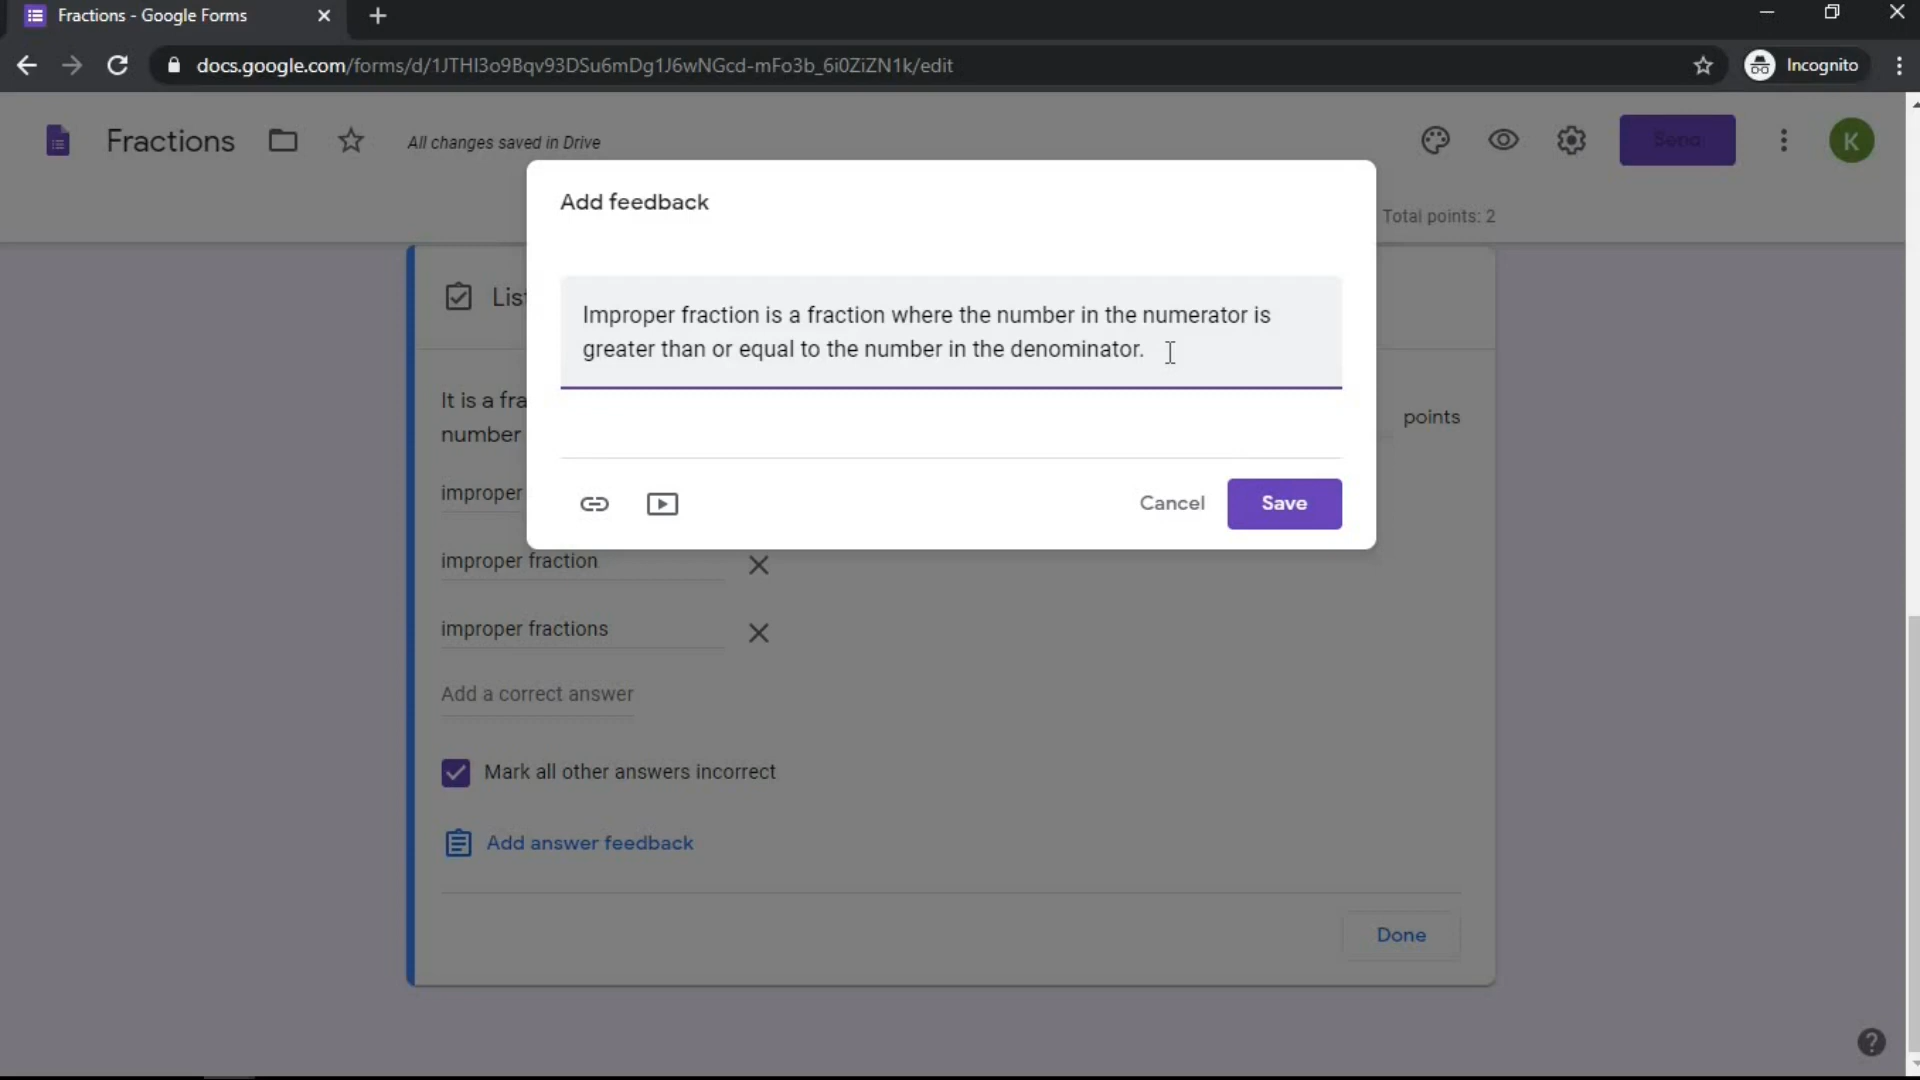 Fractions - Google Forms
docs.google.com/forms/d/1JTHI3o9Bqv93DSu6mDg1J6wNGcd-mFo3b_6i0ZiZN1k/edit
Incognito
Fractions
All changes saved in Drive
Send
K
Total points: 2
Add feedback
Improper fraction is a fraction where the number in the numerator is
greater than or equal to the number in the denominator.
Cancel
Save
It is a fra
number
points
improper
improper fraction
improper fractions
Add a correct answer
Mark all other answers incorrect
Add answer feedback
Done